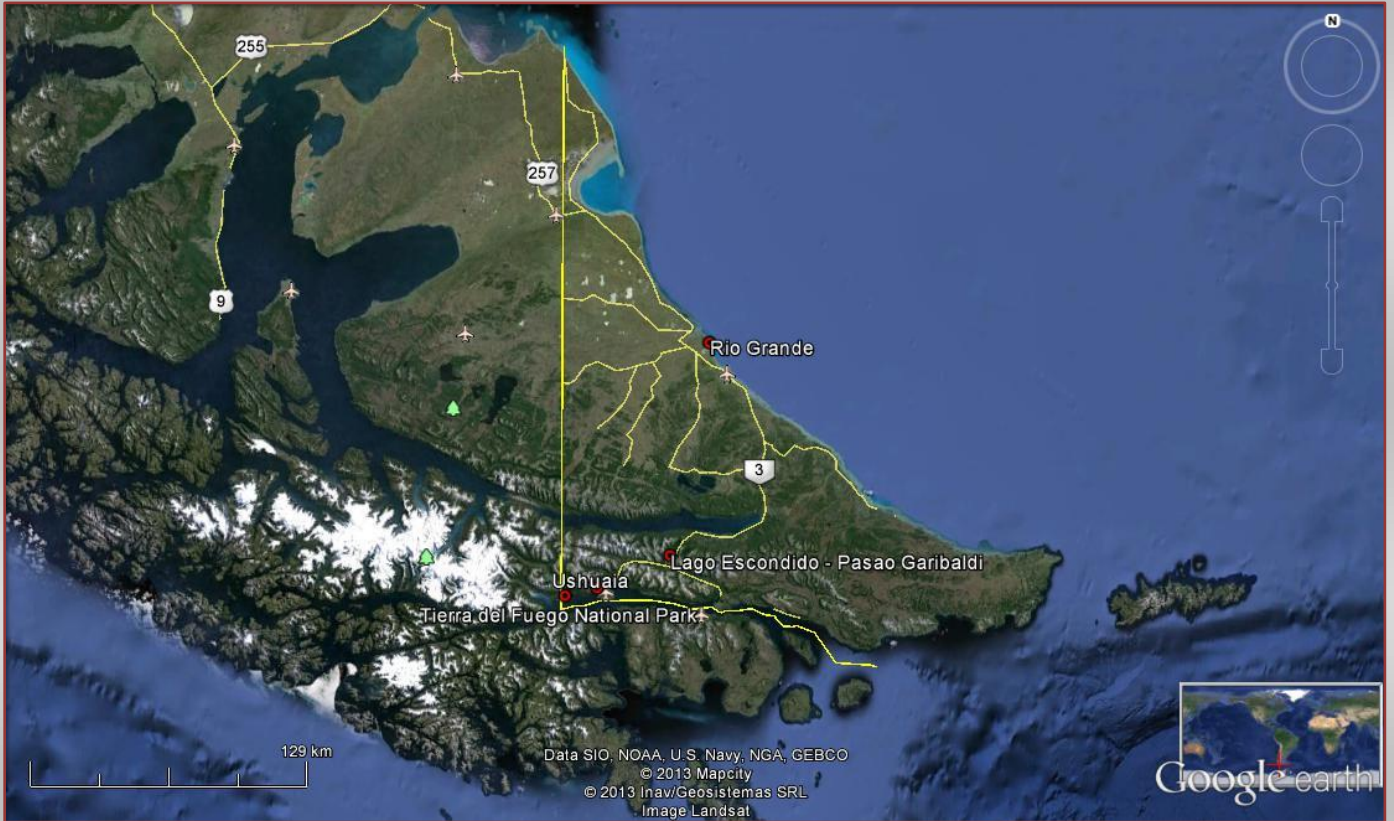 N
255
257
9
Rio Grande
3
Lago Escondido - Pasao Garibaldi
Ushuaia
Tierra del Fuego National Park
129 km
Data SIO, NOAA, U.S. Navy, NGA, GEBCO
© 2013 Mapcity
© 2013 Inav/Geosistemas SRL
Image Landsat
Google earth